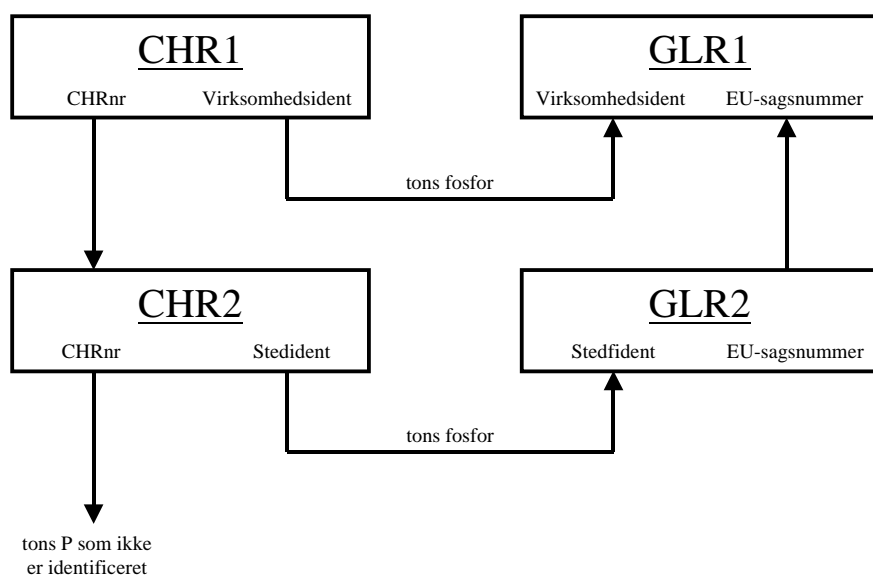 CHR1
CHRnr Virksomhedsident
GLR1
Virksomhedsident EU-sagsnummer
tons fosfor
CHR2
CHRnr Stedident
GLR2
Stedfident EU-sagsnummer
tons fosfor
tons P som ikke
er identificeret